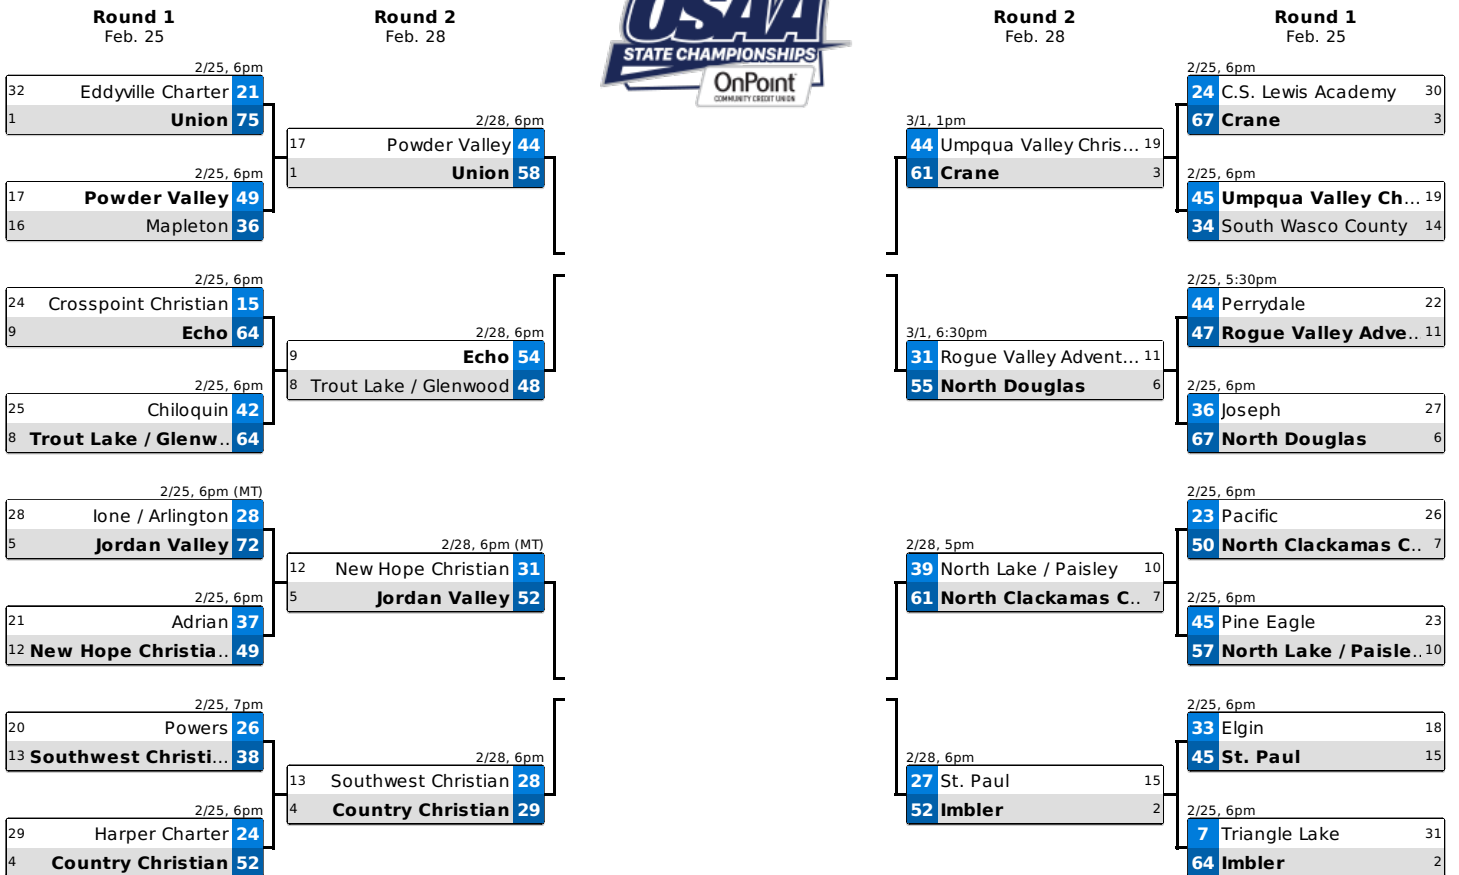 Round 1
Feb. 25
Round 2
Feb. 28
USAA
STATE CHAMPIONSHIPS
OnPoint
COMMUNITY CREDIT UNION
Round 2
Feb. 28
Round 1
Feb. 25
2/25, 6pm
32 Eddyville Charter 21
1 Union 75
2/25, 6pm
17 Powder Valley 49
16 Mapleton 36
2/25, 6pm
24 Crosspoint Christian 15
9 Echo 64
2/25, 6pm
25 Chiloquin 42
8 Trout Lake / Glenw.. 64
2/25, 6pm (MT)
28 Ione / Arlington 28
5 Jordan Valley 72
2/25, 6pm
21 Adrian 37
12 New Hope Christia.. 49
2/25, 7pm
20 Powers 26
13 Southwest Christi... 38
2/25, 6pm
29 Harper Charter 24
4 Country Christian 52
2/28, 6pm
17 Powder Valley 44
1 Union 58
2/28, 6pm
9 Echo 54
8 Trout Lake / Glenwood 48
2/28, 6pm (MT)
12 New Hope Christian 31
5 Jordan Valley 52
2/28, 6pm
13 Southwest Christian 28
4 Country Christian 29
3/1, 1pm
44 Umpqua Valley Chris... 19
61 Crane 3
3/1, 6:30pm
31 Rogue Valley Advent... 11
55 North Douglas 6
2/28, 5pm
39 North Lake / Paisley 10
61 North Clackamas C.. 7
2/28, 6pm
27 St. Paul 15
52 Imbler 2
2/25, 6pm
24 C.S. Lewis Academy 30
67 Crane 3
2/25, 6pm
45 Umpqua Valley Ch... 19
34 South Wasco County 14
2/25, 5:30pm
44 Perrydale 22
47 Rogue Valley Adve.. 11
2/25, 6pm
36 Joseph 27
67 North Douglas 6
2/25, 6pm
23 Pacific 26
50 North Clackamas C.. 7
2/25, 6pm
45 Pine Eagle 23
57 North Lake / Paisle.. 10
2/25, 6pm
33 Elgin 18
45 St. Paul 15
2/25, 6pm
7 Triangle Lake 31
64 Imbler 2